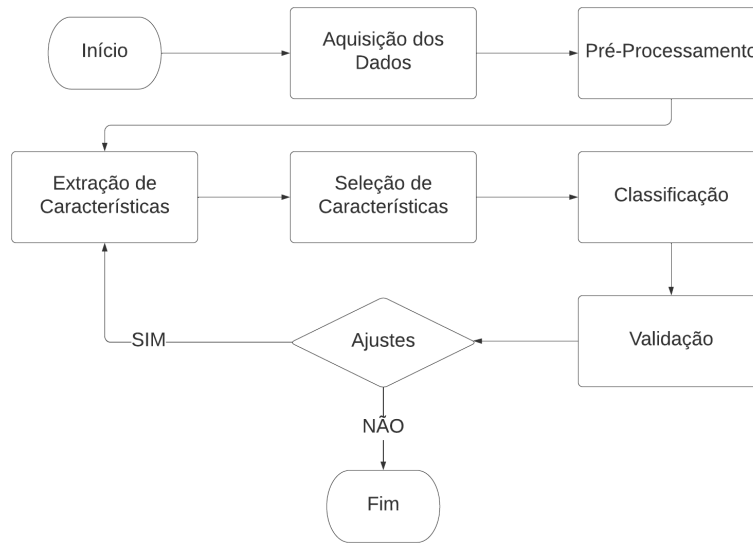 Início
Aquisição dos
Dados
Pré-Processamento
Extração de
Características
Seleção de
Características
Classificação
Validação
Ajustes
SIM
NÃO
Fim